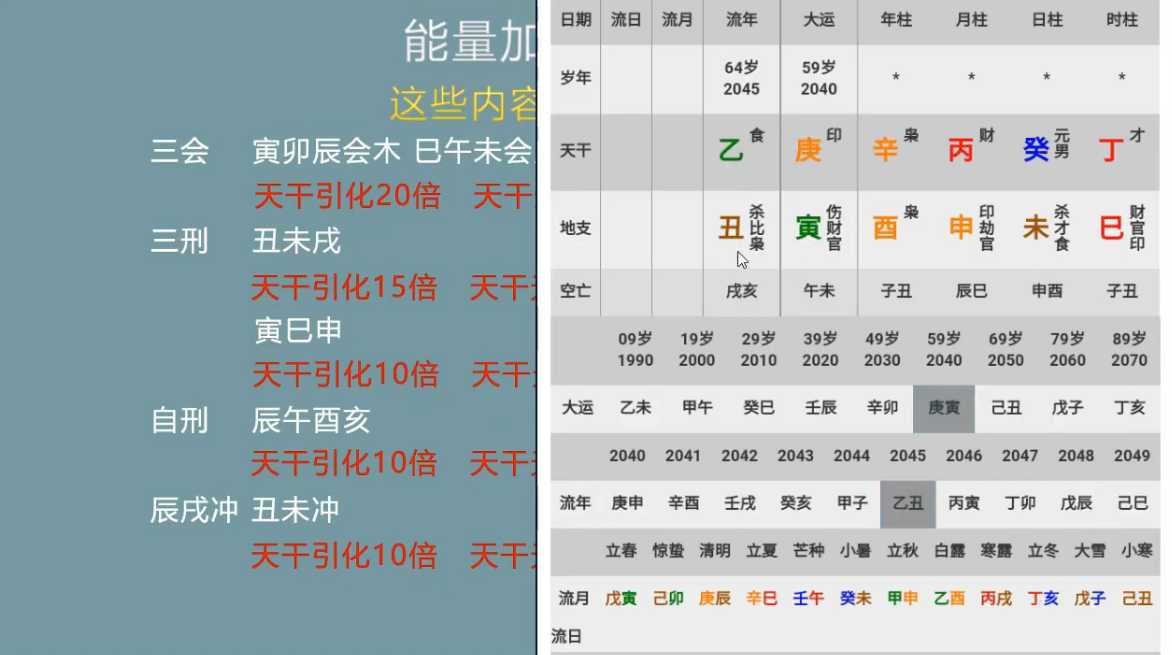 能量加
这些内容
三会 寅卯辰会木 巳午未会
天干引化20倍 天干
三刑 丑未戌
天干引化15倍 天干
寅巳申
天干引化10倍 天干
自刑 辰午酉亥
天干引化10倍 天干
辰戌冲 丑未冲
天干引化10倍 天干
日期 流日 流月 流年 大运 年柱 月柱 日柱 时柱
岁年 64岁 2045 59岁 2040 * * * *
天干 乙 食 庚 印 辛 枭 丙 财 癸 元男 丁 才
地支 丑 杀比枭 寅 伤财官 酉 枭 申 印劫官 未 杀才食 巳 财官印
空亡 戌亥 午未 子丑 辰巳 申酉 子丑
09岁 19岁 29岁 39岁 49岁 59岁 69岁 79岁 89岁
1990 2000 2010 2020 2030 2040 2050 2060 2070
大运 乙未 甲午 癸巳 壬辰 辛卯 庚寅 己丑 戊子 丁亥
2040 2041 2042 2043 2044 2045 2046 2047 2048 2049
流年 庚申 辛酉 壬戌 癸亥 甲子 乙丑 丙寅 丁卯 戊辰 己巳
立春 惊蛰 清明 立夏 芒种 小暑 立秋 白露 寒露 立冬 大雪 小寒
流月 戊寅 己卯 庚辰 辛巳 壬午 癸未 甲申 乙酉 丙戌 丁亥 戊子 己丑
流日